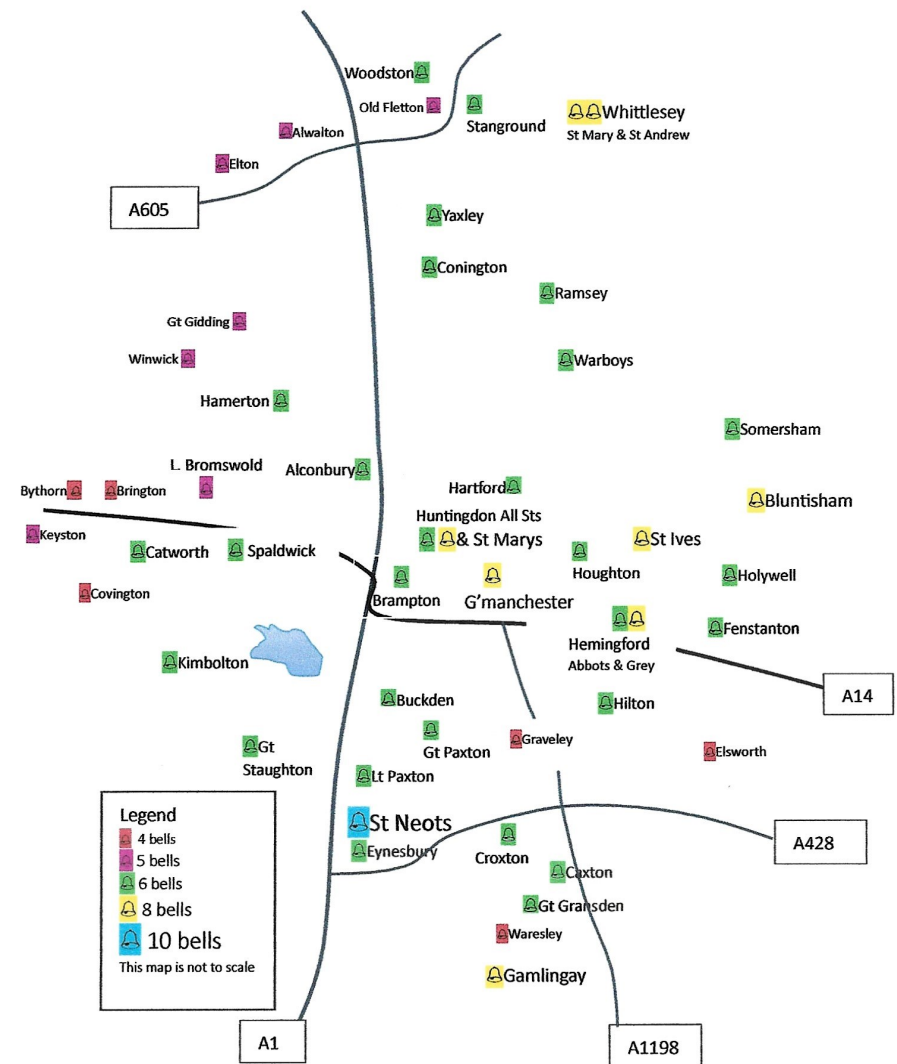 Woodston
Old Fletton
Stanground
Whittlesey
St Mary & St Andrew
Alwalton
Elton
A605
Yaxley
Conington
Ramsey
Gt Gidding
Winwick
Warboys
Hamerton
Somersham
L. Bromswold
Alconbury
Bythorn
Brington
Hartford
Bluntisham
Huntingdon All Sts
& St Marys
St Ives
Keyston
Catworth
Spaldwick
Houghton
Holywell
Covington
Brampton
G'manchester
Fenstanton
Hemingford
Abbots & Grey
Kimbolton
A14
Buckden
Hilton
Gt Paxton
Graveley
Elsworth
Gt
Staughton
Lt Paxton
St Neots
Eynesbury
Croxton
A428
Caxton
Gt Gransden
Waresley
Gamlingay
Legend
4 bells
5 bells
6 bells
8 bells
10 bells
This map is not to scale
A1
A1198